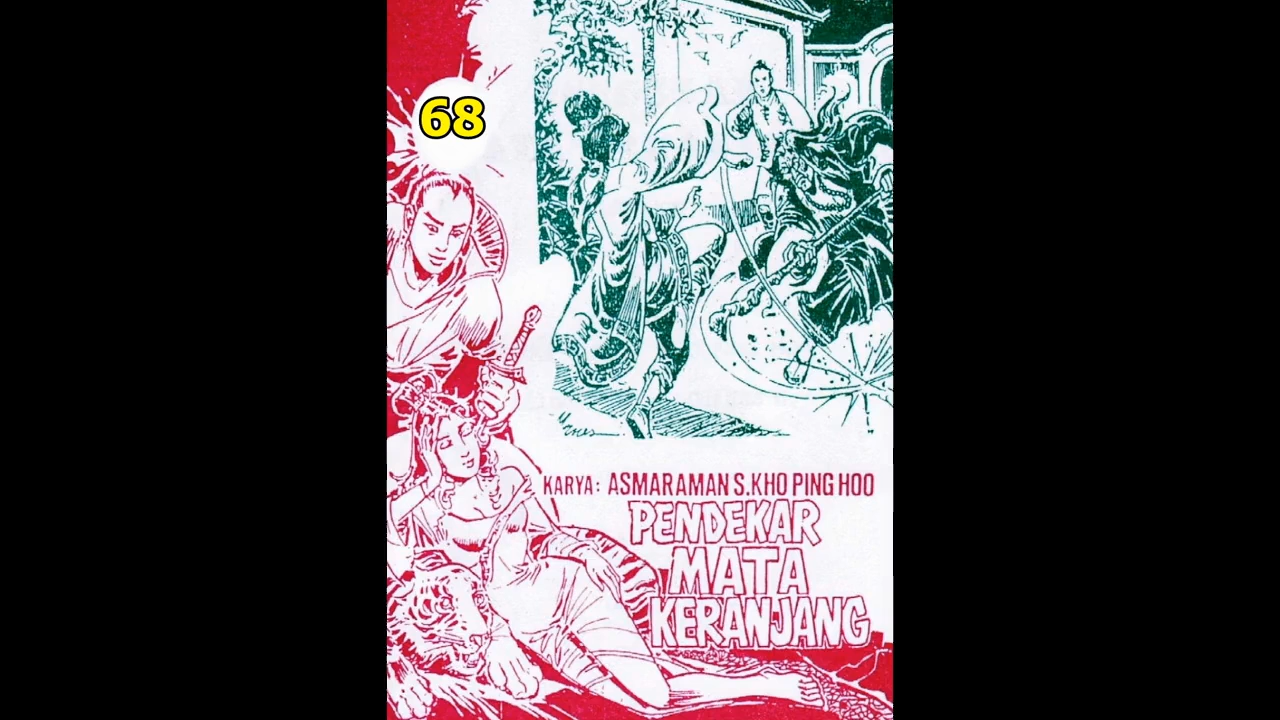 68
KARYA: ASMARAMAN S.KHO PING HOO
PENDEKAR
MATA
KERANJANG